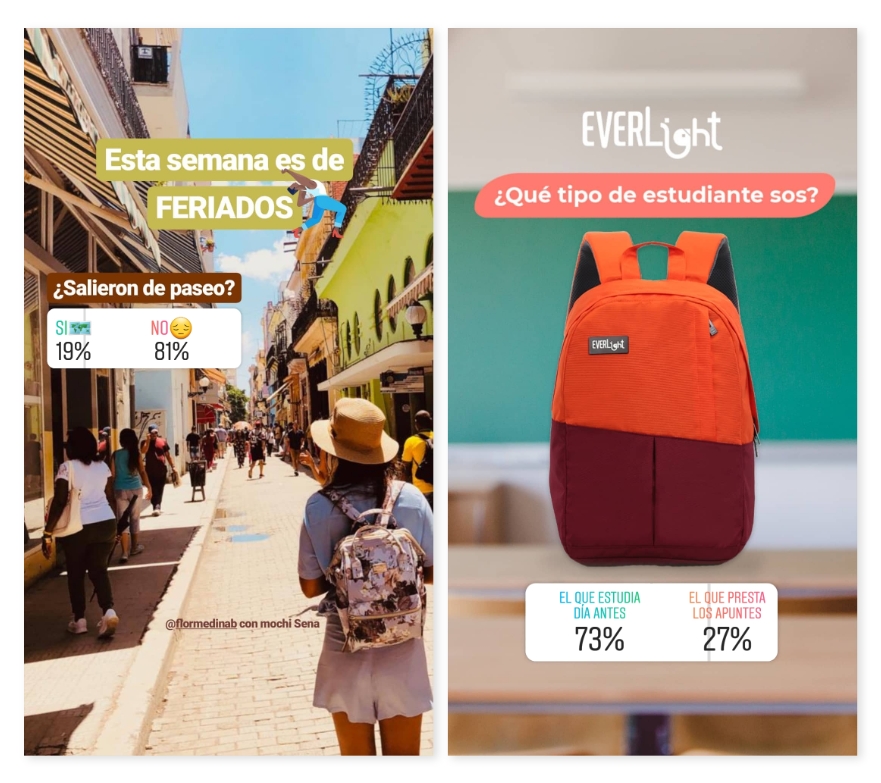 Esta semana es de
FERIADOS
¿Salieron de paseo?
SI NO
19% 81%
@flormedinab con mochi Sena
EVERLight
¿Qué tipo de estudiante sos?
EVERLight
EL QUE ESTUDIA
DÍA ANTES
73%
EL QUE PRESTA
LOS APUNTES
27%